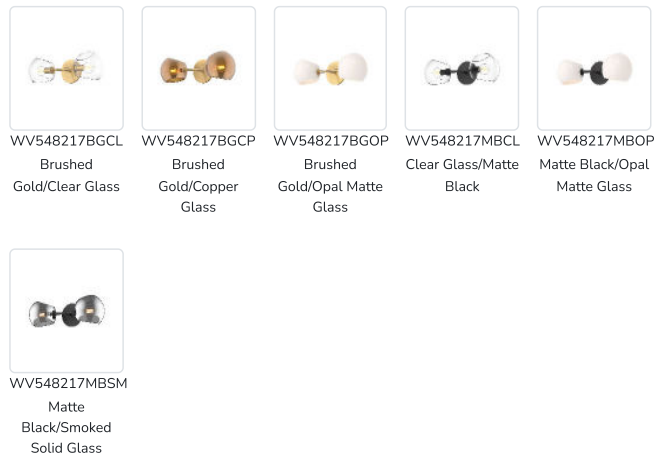 WV548217BGCL
Brushed
Gold/Clear Glass
WV548217BGCP
Brushed
Gold/Copper
Glass
WV548217BGOP
Brushed
Gold/Opal Matte
Glass
WV548217MBCL
Clear Glass/Matte
Black
WV548217MBOP
Matte Black/Opal
Matte Glass
WV548217MBSM
Matte
Black/Smoked
Solid Glass